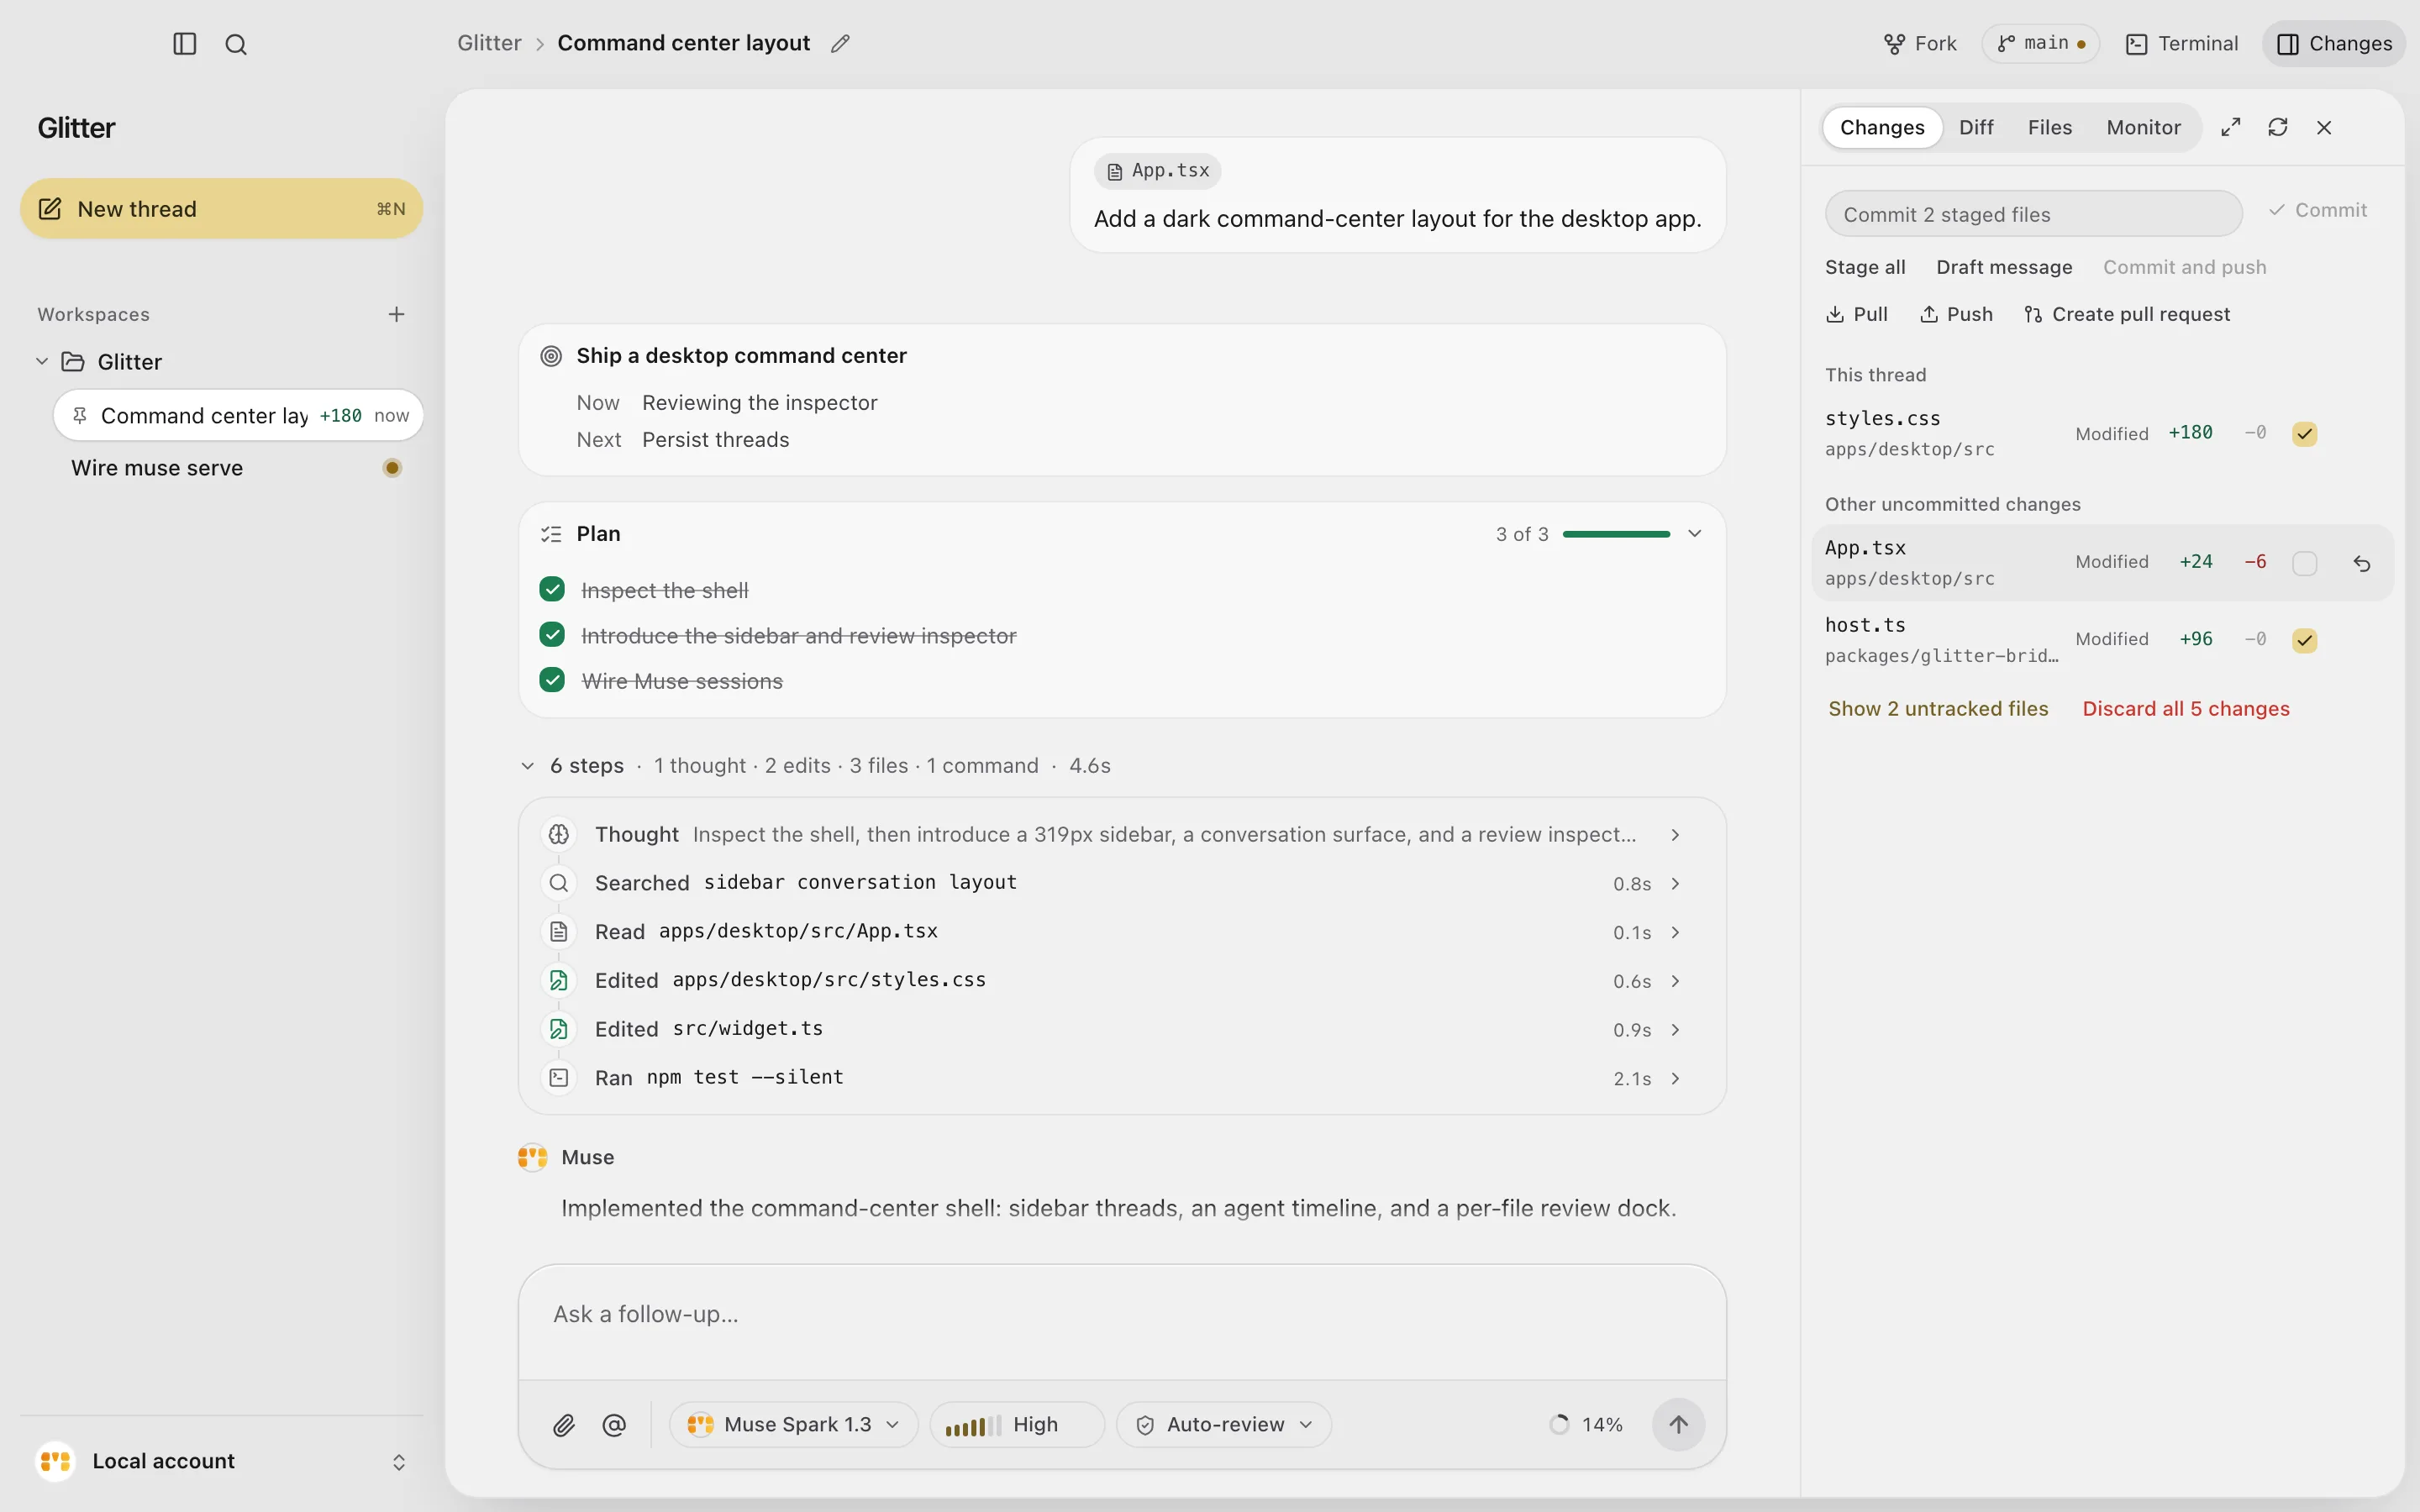 Glitter › Command center layout
Fork
main
Terminal
Changes
Glitter
New thread ⌘N
Workspaces
Glitter
Command center lay +180 now
Wire muse serve
Local account
App.tsx
Add a dark command-center layout for the desktop app.
Ship a desktop command center
Now Reviewing the inspector
Next Persist threads
Plan 3 of 3
Inspect the shell
Introduce the sidebar and review inspector
Wire Muse sessions
6 steps · 1 thought · 2 edits · 3 files · 1 command · 4.6s
Thought Inspect the shell, then introduce a 319px sidebar, a conversation surface, and a review inspect…
Searched sidebar conversation layout 0.8s
Read apps/desktop/src/App.tsx 0.1s
Edited apps/desktop/src/styles.css 0.6s
Edited src/widget.ts 0.9s
Ran npm test --silent 2.1s
Muse
Implemented the command-center shell: sidebar threads, an agent timeline, and a per-file review dock.
Ask a follow-up…
Muse Spark 1.3 High Auto-review 14%
Changes Diff Files Monitor
Commit 2 staged files Commit
Stage all Draft message Commit and push
Pull Push Create pull request
This thread
styles.css
apps/desktop/src Modified +180 −0
Other uncommitted changes
App.tsx
apps/desktop/src Modified +24 −6
host.ts
packages/glitter-brid… Modified +96 −0
Show 2 untracked files Discard all 5 changes